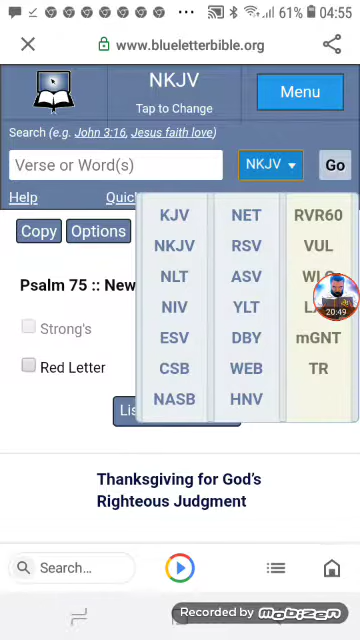 61% 04:55
www.blueletterbible.org
NKJV
Tap to Change
Menu
Search (e.g. John 3:16, Jesus faith love)
Verse or Word(s)
NKJV
Go
Help
Copy
Options
KJV NET RVR60
NKJV RSV VUL
NLT ASV
NIV YLT
ESV DBY mGNT
CSB WEB TR
NASB HNV
20:49
Psalm 75 :: New
Strong's
Red Letter
Thanksgiving for God's
Righteous Judgment
Search...
Recorded by mobizen